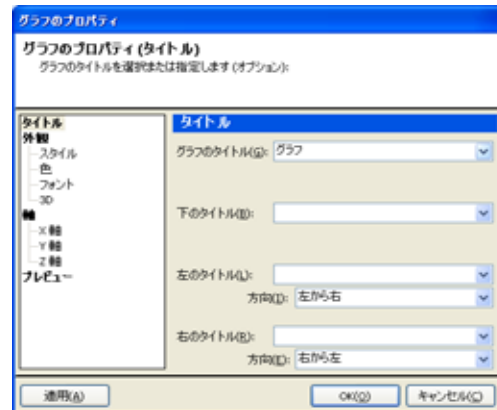 グラフのプロパティ
グラフのプロパティ (タイトル)
グラフのタイトルを選択または指定します (オプション):
タイトル
外観
スタイル
色
フォント
3D
軸
X 軸
Y 軸
Z 軸
プレビュー
タイトル
グラフのタイトル(G): グラフ
下のタイトル(B):
左のタイトル(L):
方向(I): 左から右
右のタイトル(R):
方向(E): 右から左
適用(A)
OK(O)
キャンセル(C)